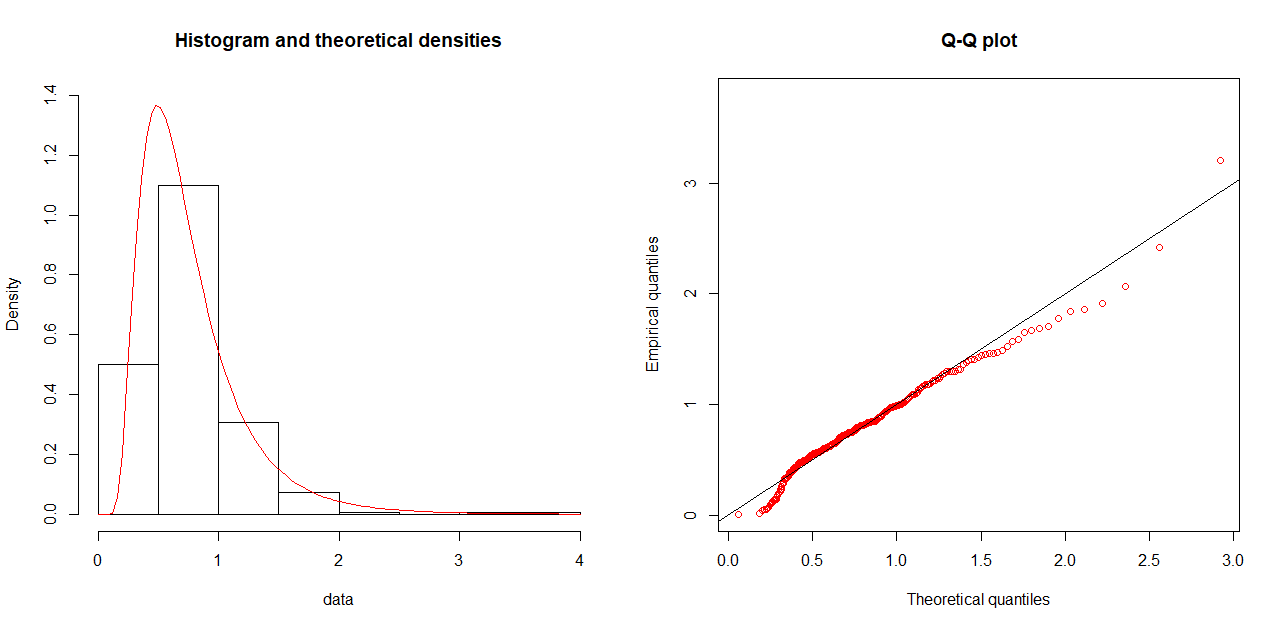 Histogram and theoretical densities
Density
0.0 0.2 0.4 0.6 0.8 1.0 1.2 1.4
0 1 2 3 4
data
Q-Q plot
Empirical quantiles
0 1 2 3
0.0 0.5 1.0 1.5 2.0 2.5 3.0
Theoretical quantiles